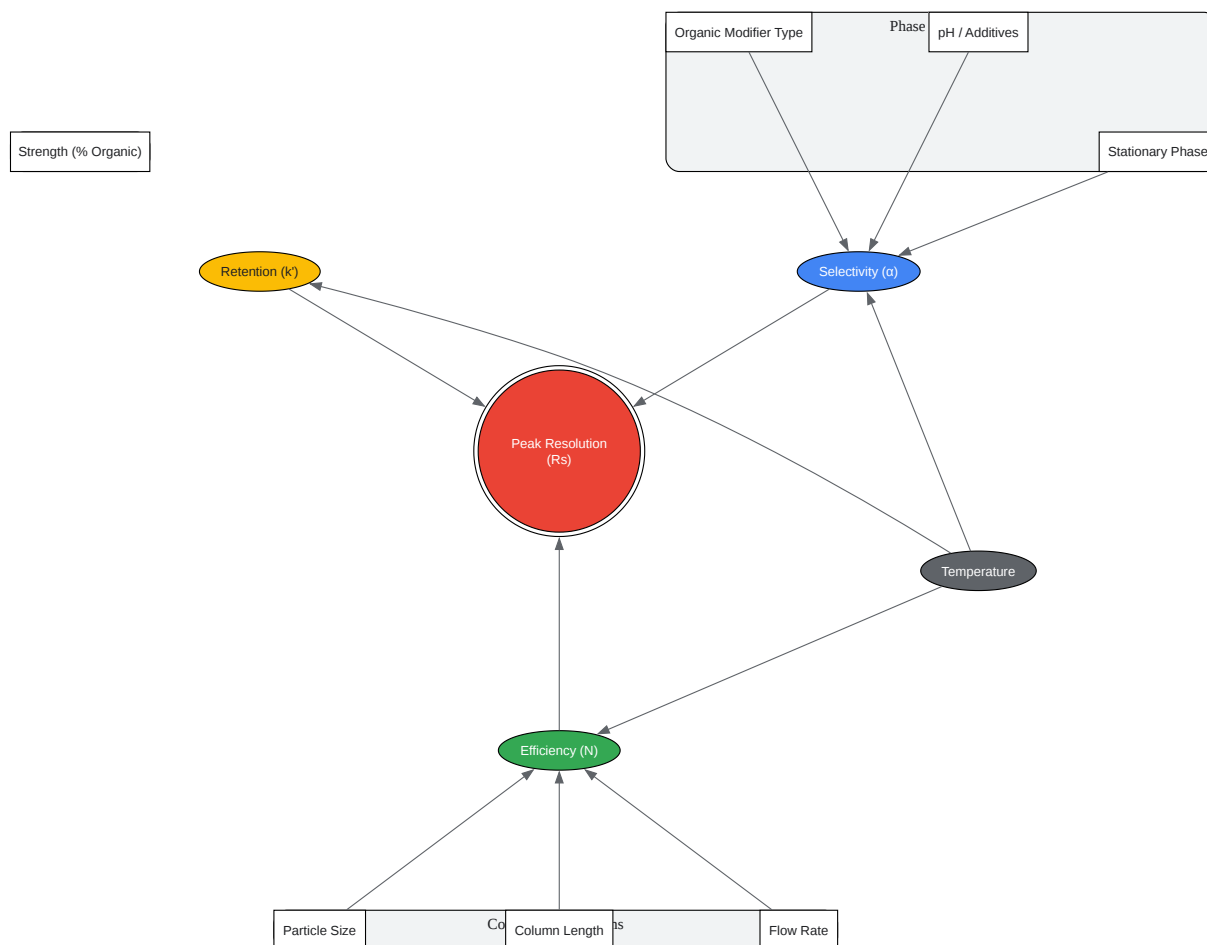 Organic Modifier Type
Phase
pH / Additives
Strength (% Organic)
Stationary Phase
Retention (k')
Selectivity (α)
Peak Resolution
(Rs)
Temperature
Efficiency (N)
Particle Size
Column Length
Flow Rate